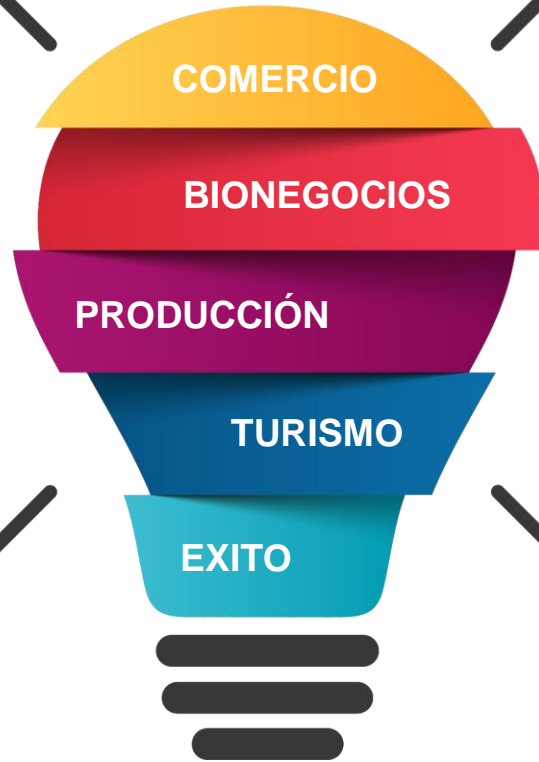 COMERCIO
BIONEGOCIOS
PRODUCCIÓN
TURISMO
EXITO